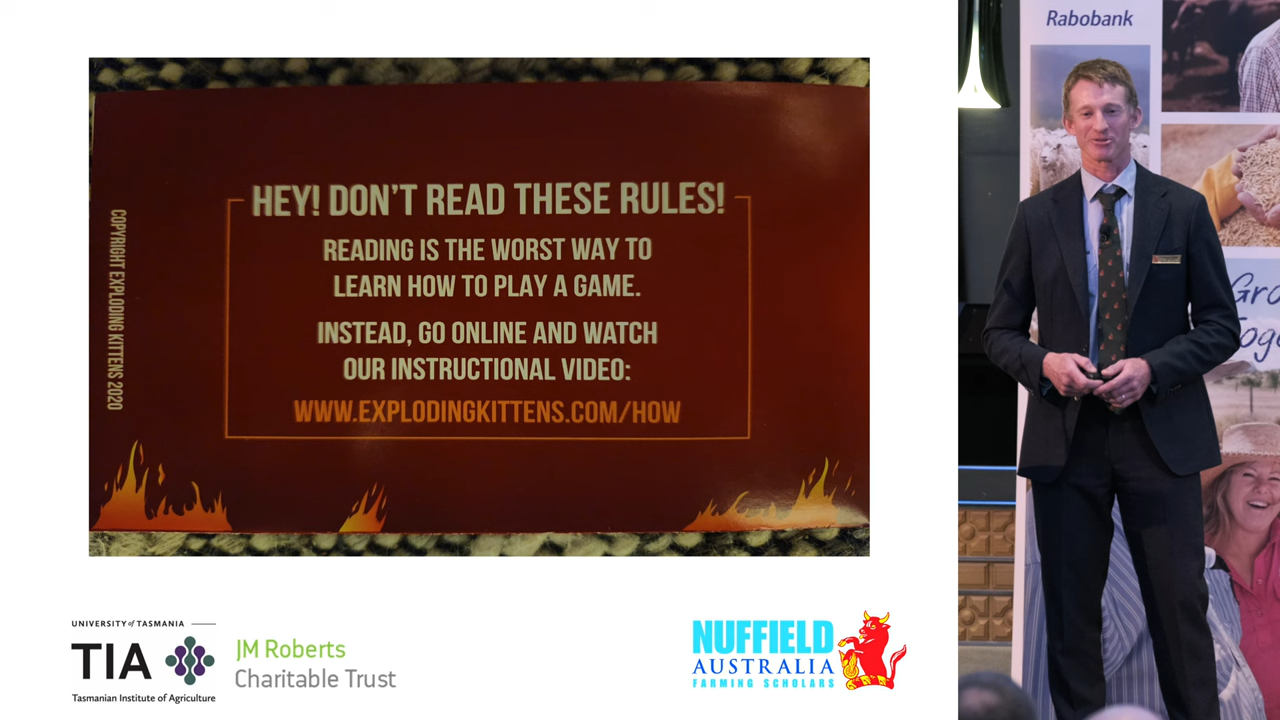 HEY! DON'T READ THESE RULES!
READING IS THE WORST WAY TO
LEARN HOW TO PLAY A GAME.
INSTEAD, GO ONLINE AND WATCH
OUR INSTRUCTIONAL VIDEO:
WWW.EXPLODINGKITTENS.COM/HOW
COPYRIGHT EXPLODING KITTENS 2020
UNIVERSITY of TASMANIA
TIA
Tasmanian Institute of Agriculture
JM Roberts
Charitable Trust
NUFFIELD
AUSTRALIA
FARMING SCHOLARS
Rabobank